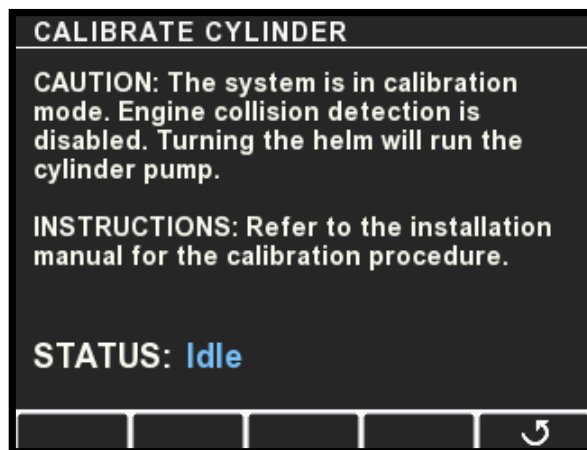 CALIBRATE CYLINDER
CAUTION: The system is in calibration
mode. Engine collision detection is
disabled. Turning the helm will run the
cylinder pump.
INSTRUCTIONS: Refer to the installation
manual for the calibration procedure.
STATUS: Idle